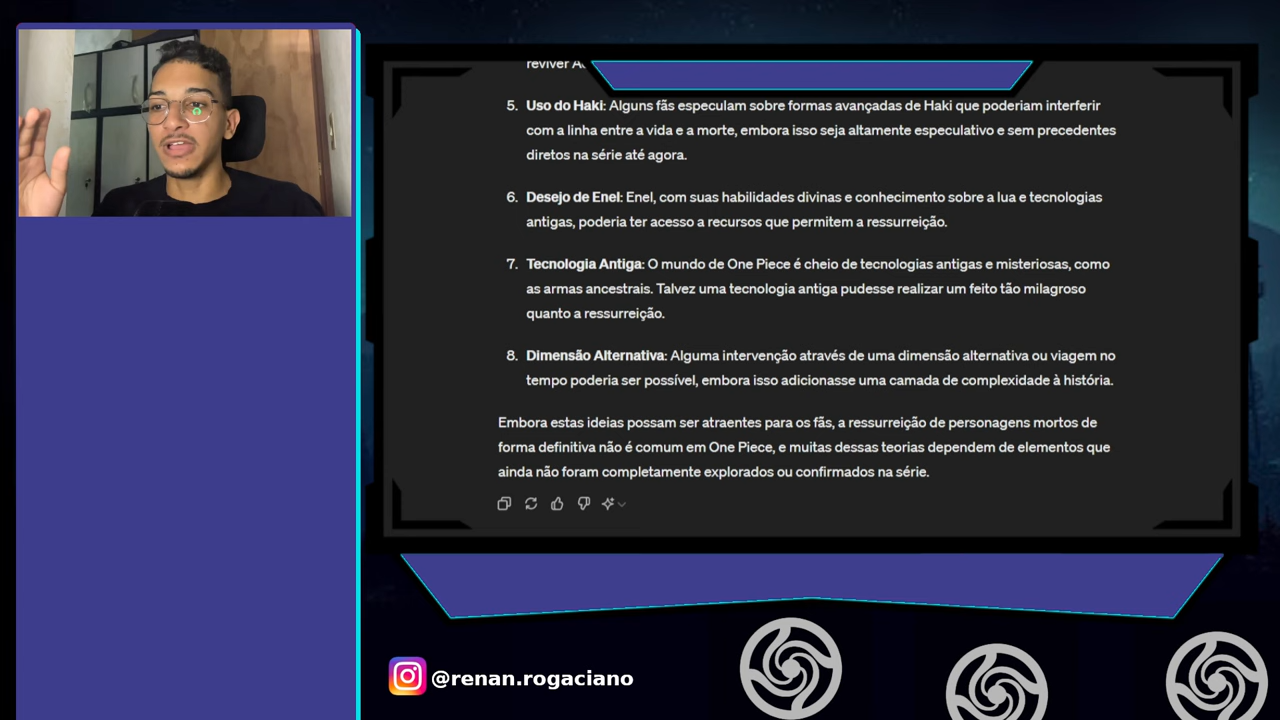 reviver
5. Uso do Haki: Alguns fãs especulam sobre formas avançadas de Haki que poderiam interferir
com a linha entre a vida e a morte, embora isso seja altamente especulativo e sem precedentes
diretos na série até agora.
6. Desejo de Enel: Enel, com suas habilidades divinas e conhecimento sobre a lua e tecnologias
antigas, poderia ter acesso a recursos que permitem a ressurreição.
7. Tecnologia Antiga: O mundo de One Piece é cheio de tecnologias antigas e misteriosas, como
as armas ancestrais. Talvez uma tecnologia antiga pudesse realizar um feito tão milagroso
quanto a ressurreição.
8. Dimensão Alternativa: Alguma intervenção através de uma dimensão alternativa ou viagem no
tempo poderia ser possível, embora isso adicionasse uma camada de complexidade à história.
Embora estas ideias possam ser atraentes para os fãs, a ressurreição de personagens mortos de
forma definitiva não é comum em One Piece, e muitas dessas teorias dependem de elementos que
ainda não foram completamente explorados ou confirmados na série.
@renan.rogaciano